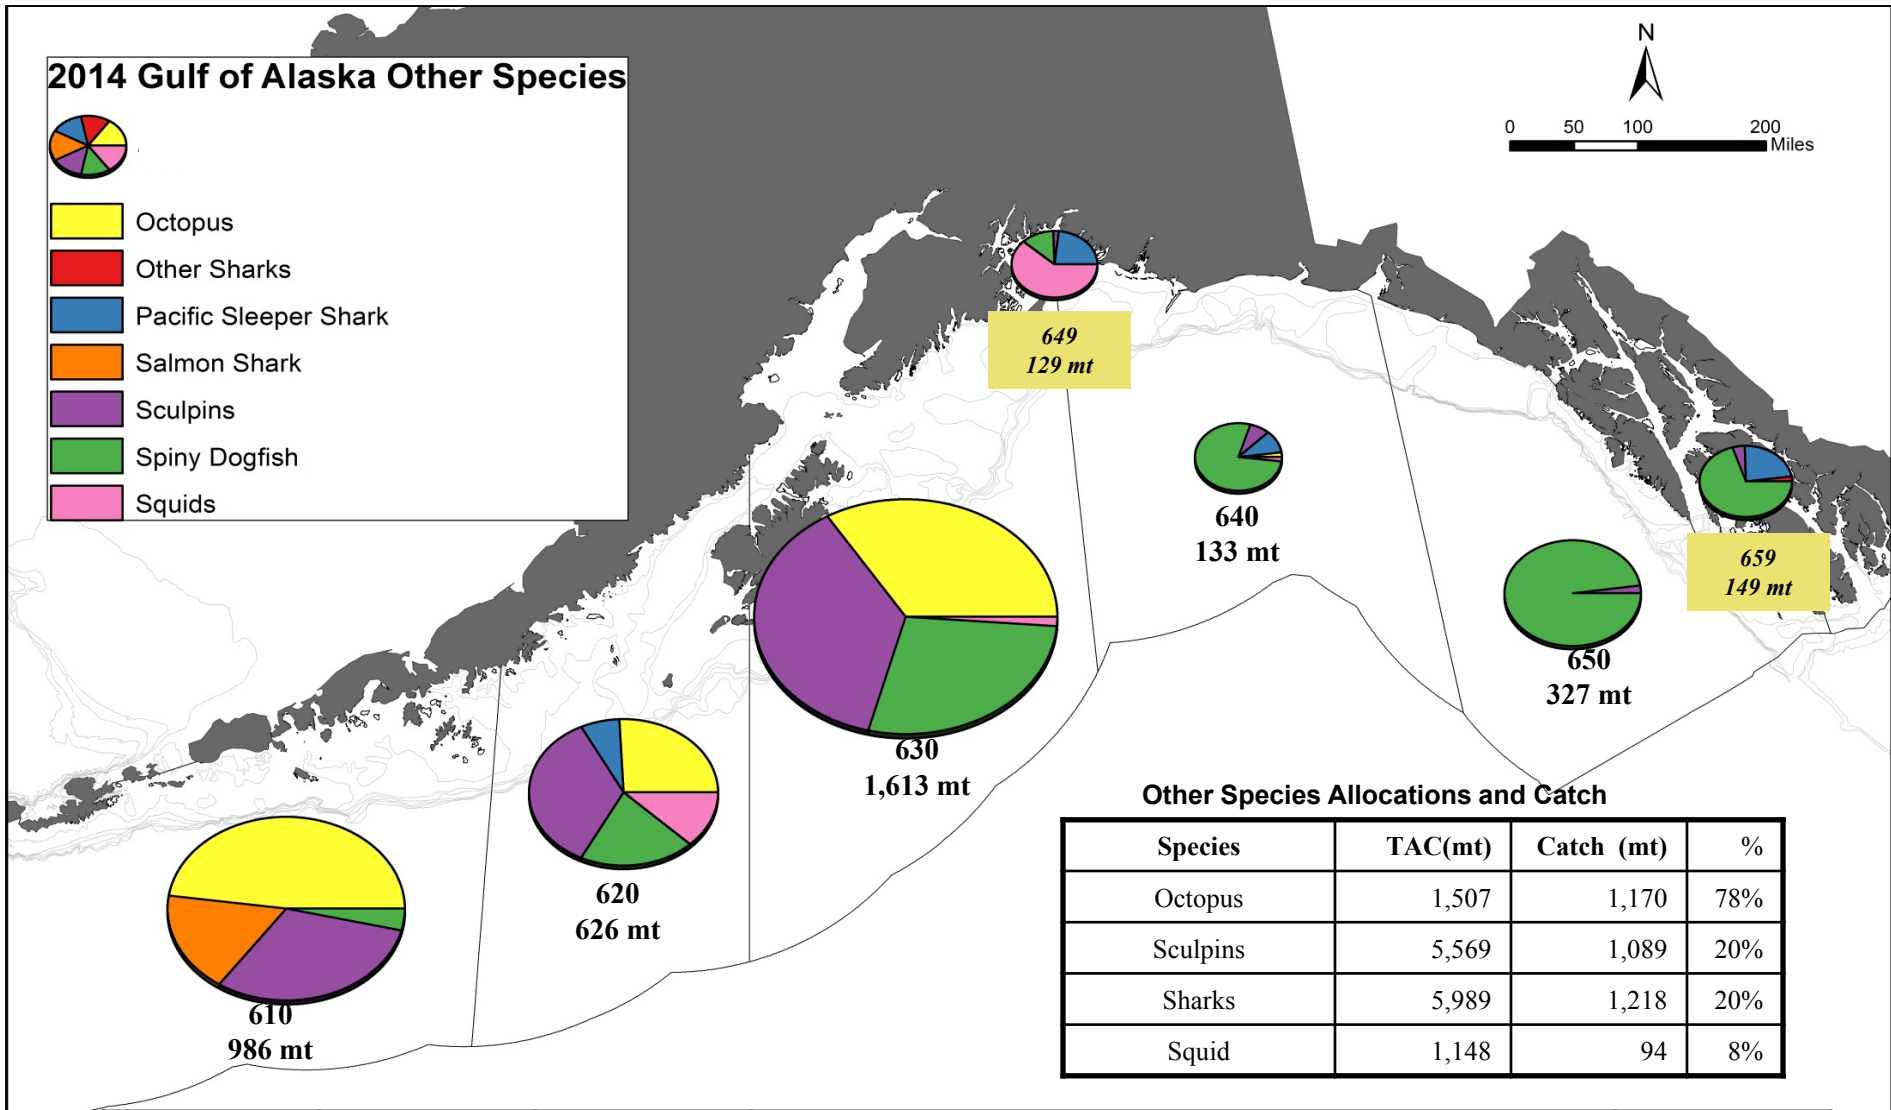 2014 Gulf of Alaska Other Species
Octopus
Other Sharks
Pacific Sleeper Shark
Salmon Shark
Sculpins
Spiny Dogfish
Squids
N
0 50 100 200
Miles
649
129 mt
640
133 mt
659
149 mt
650
327 mt
630
1,613 mt
620
626 mt
610
986 mt
Other Species Allocations and Catch
Species TAC(mt) Catch (mt) %
Octopus 1,507 1,170 78%
Sculpins 5,569 1,089 20%
Sharks 5,989 1,218 20%
Squid 1,148 94 8%